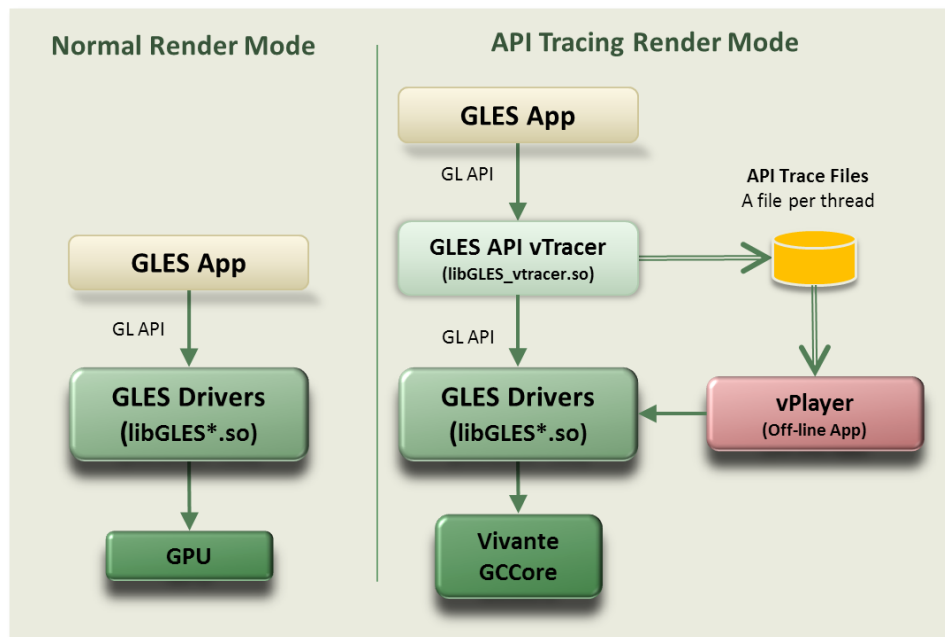 Normal Render Mode
GLES App
GL API
GLES Drivers
(libGLES*.so)
GPU
API Tracing Render Mode
GLES App
GL API
GLES API vTracer
(libGLES_vtracer.so)
API Trace Files
A file per thread
GL API
GLES Drivers
(libGLES*.so)
vPlayer
(Off-line App)
Vivante
GCCore